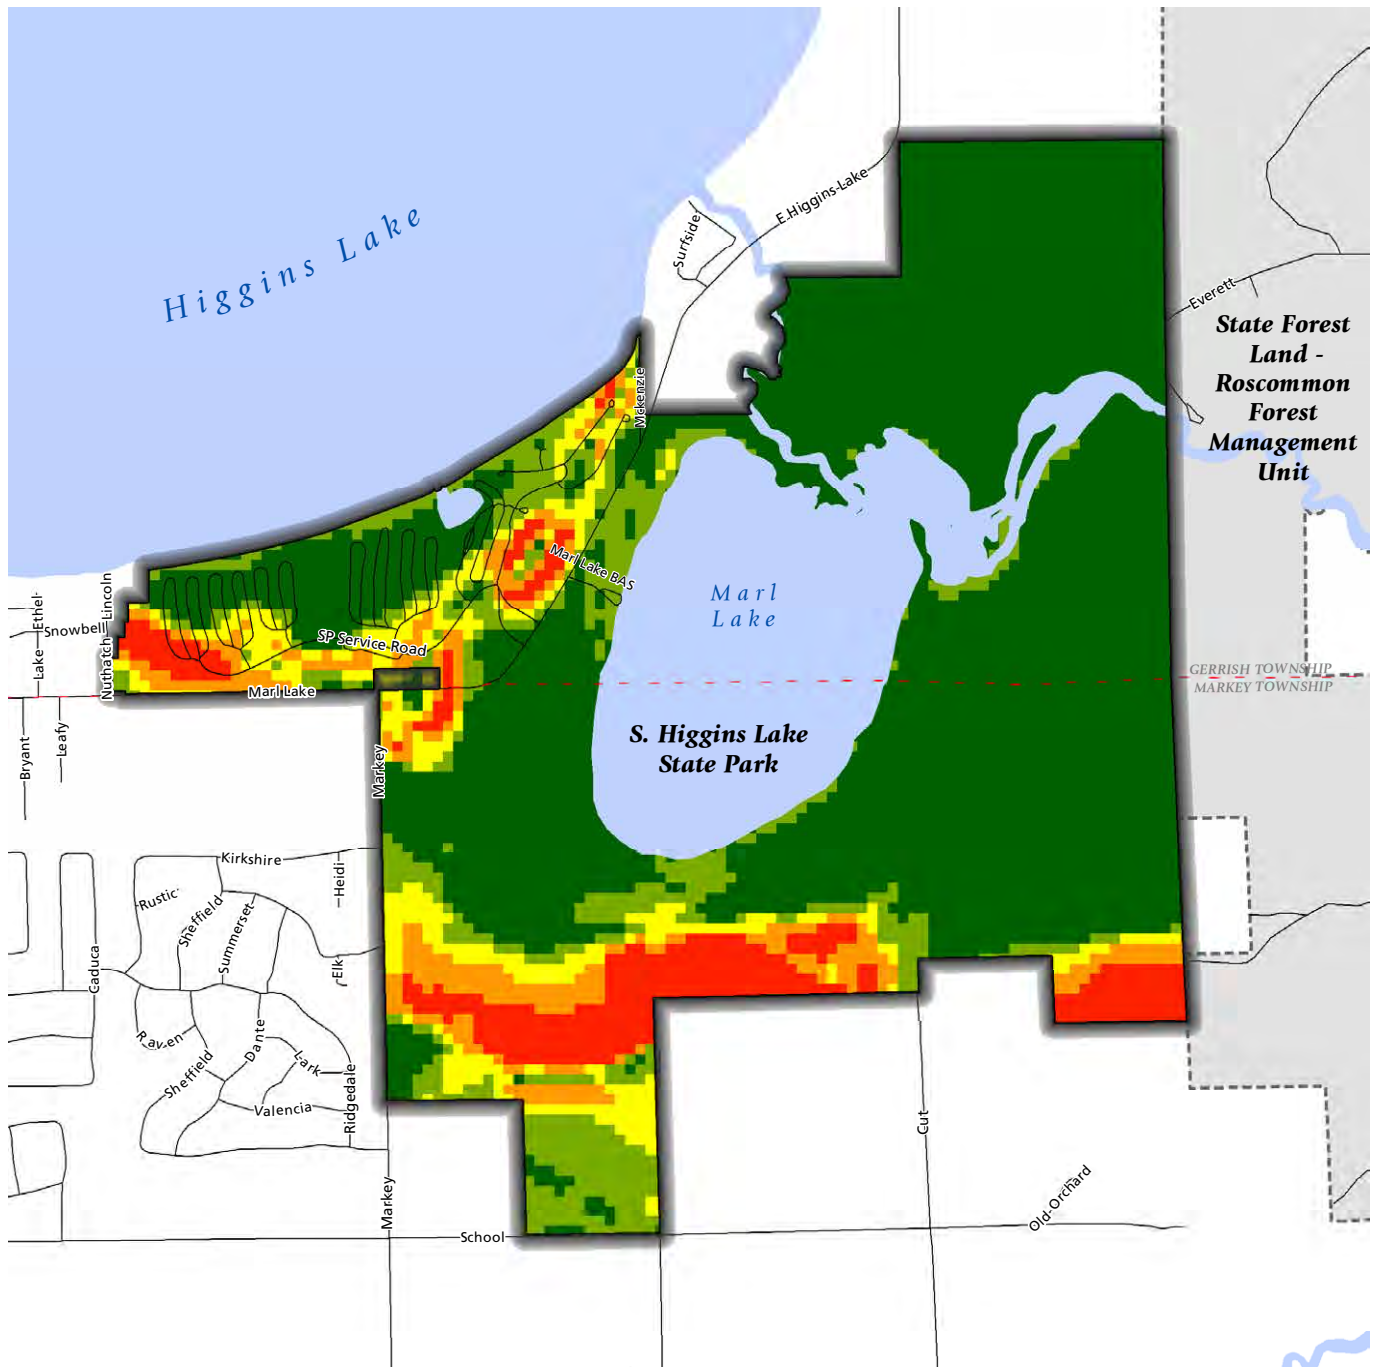 Higgins Lake
E.Higgins-Lake
Surfside
Everett
State Forest
Land -
Roscommon
Forest
Management
Unit
Mckenzie
Marl Lake BAS
Marl
Lake
Ethel
Lincoln
Snowbell
Lake
Nuthatch
SP Service Road
Marl Lake
GERRISH TOWNSHIP
MARKEY TOWNSHIP
S. Higgins Lake
State Park
Bryant
Leafy
Markey
Kirkshire
Heidi
Rustic
Sheffield
Summerset
Elk
Caduca
Raven
Sheffield
Dante
Lark
Valencia
Ridgedale
Cut
Markey
School
Old-Orchard